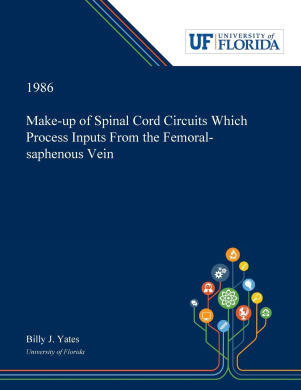 UF UNIVERSITY of
FLORIDA
1986
Make-up of Spinal Cord Circuits Which
Process Inputs From the Femoral-
saphenous Vein
Billy J. Yates
University of Florida